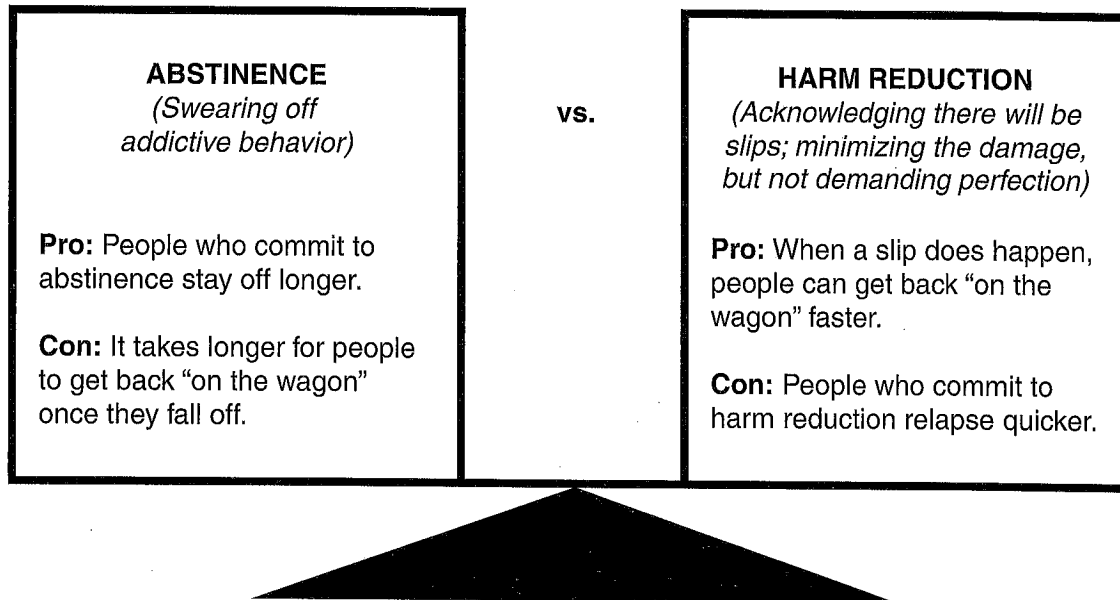 ABSTINENCE
(Swearing off
addictive behavior)
Pro: People who commit to
abstinence stay off longer.
Con: It takes longer for people
to get back “on the wagon”
once they fall off.
vs.
HARM REDUCTION
(Acknowledging there will be
slips; minimizing the damage,
but not demanding perfection)
Pro: When a slip does happen,
people can get back “on the
wagon” faster.
Con: People who commit to
harm reduction relapse quicker.